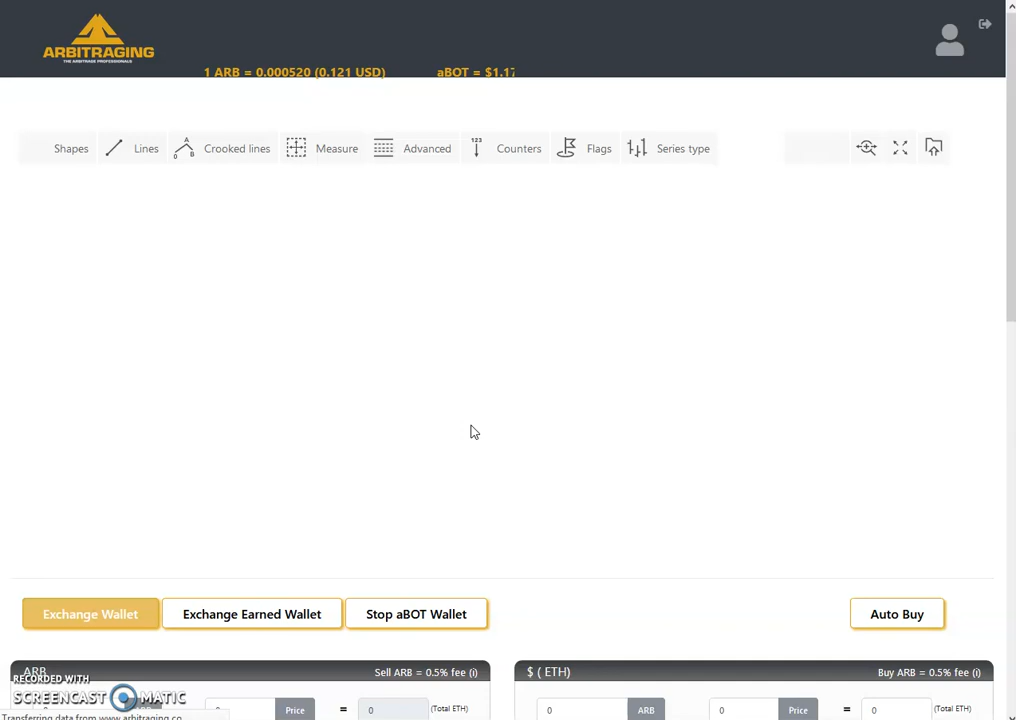 ARBITRAGING
THE ARBITRAGE PROFESSIONALS
1 ARB = 0.000520 (0.121 USD) aBOT = $1.17
Shapes Lines Crooked lines Measure Advanced Counters Flags Series type
Exchange Wallet Exchange Earned Wallet Stop aBOT Wallet Auto Buy
ARB Sell ARB = 0.5% fee (i) $ ( ETH) Buy ARB = 0.5% fee (i)
RECORDED WITH
SCREENCAST MATIC
Price = 0 (Total ETH) 0 ARB 0 Price = 0 (Total ETH)
Transferring data from www.arbitraging.co